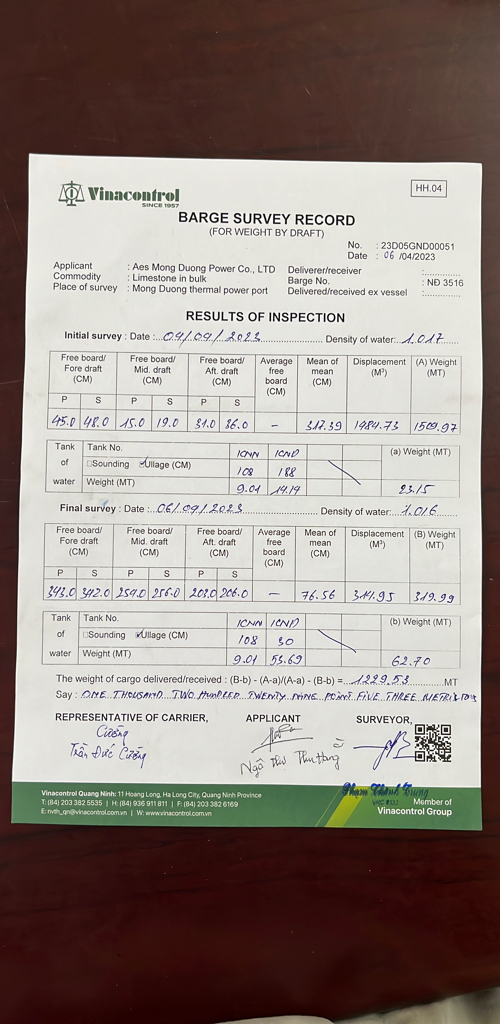 Vinacontrol
SINCE 1957
HH.04
BARGE SURVEY RECORD
(FOR WEIGHT BY DRAFT)
No. : 23D05GND00051
Date : 06 /04/2023
Applicant : Aes Mong Duong Power Co., LTD Deliverer/receiver :..............
Commodity : Limestone in bulk Barge No. : NĐ 3516
Place of survey : Mong Duong thermal power port Delivered/received ex vessel :..............
RESULTS OF INSPECTION
Initial survey : Date : 04/09/2023 Density of water: 1.017
Free board/ Fore draft (CM) Free board/ Mid. draft (CM) Free board/ Aft. draft (CM) Average free board (CM) Mean of mean (CM) Displacement (M³) (A) Weight (MT)
P S P S P S
45.0 48.0 15.0 19.0 31.0 36.0 - 317.39 1484.73 1509.97
Tank of water Tank No. ICNN ICND (a) Weight (MT)
□Sounding ☑Ullage (CM) 108 188
Weight (MT) 9.01 14.14 23.15
Final survey : Date : 06/09/2023 Density of water: 1.016
Free board/ Fore draft (CM) Free board/ Mid. draft (CM) Free board/ Aft. draft (CM) Average free board (CM) Mean of mean (CM) Displacement (M³) (B) Weight (MT)
P S P S P S
343.0 342.0 254.0 256.0 202.0 206.0 - 76.56 314.95 319.99
Tank of water Tank No. ICNN ICND (b) Weight (MT)
□Sounding ☑Ullage (CM) 108 30
Weight (MT) 9.01 53.69 62.70
The weight of cargo delivered/received : (B-b) - (A-a)/(A-a) - (B-b) = 1229.53 MT
Say : ONE THOUSAND TWO HUNDRED TWENTY NINE POINT FIVE THREE METRIC TONS
REPRESENTATIVE OF CARRIER, APPLICANT SURVEYOR,
Cường
Trần Đức Cường Ngô Thu Hằng
Vinacontrol Quang Ninh: 11 Hoang Long, Ha Long City, Quang Ninh Province
T: (84) 203 382 5535 | H: (84) 936 911 811 | F: (84) 203 382 6169
E: nvth_qn@vinacontrol.com.vn | W: www.vinacontrol.com.vn
Member of
Vinacontrol Group